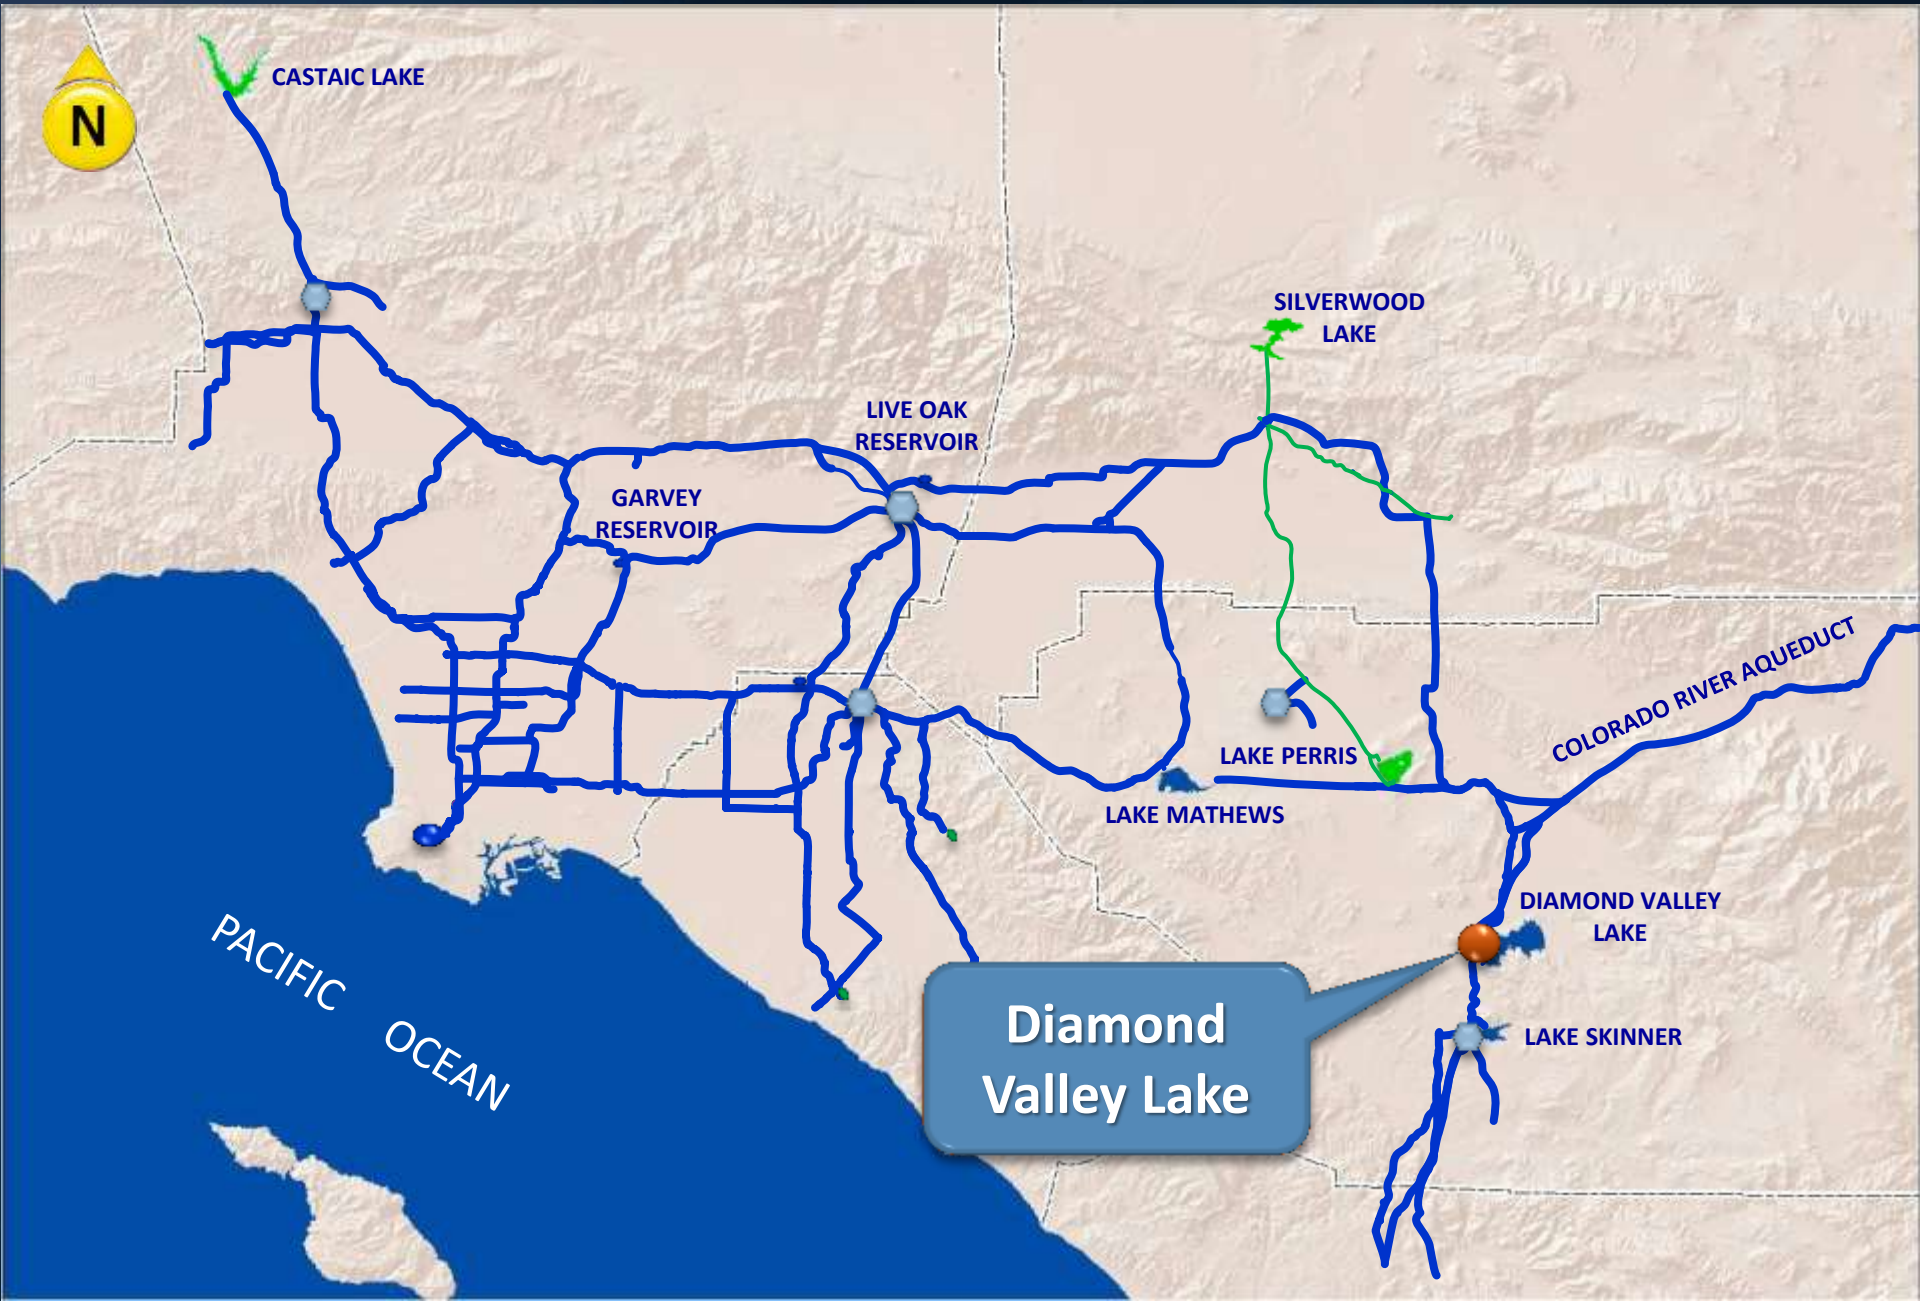 N
CASTAIC LAKE
SILVERWOOD
LAKE
LIVE OAK
RESERVOIR
GARVEY
RESERVOIR
COLORADO RIVER AQUEDUCT
LAKE PERRIS
LAKE MATHEWS
DIAMOND VALLEY
LAKE
PACIFIC
OCEAN
Diamond
Valley Lake
LAKE SKINNER